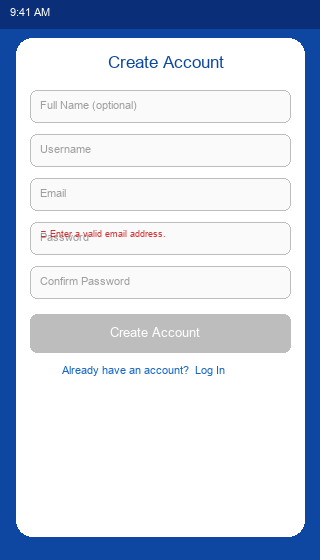 9:41 AM
Create Account
Full Name (optional)
Username
Email
Enter a valid email address.
Password
Confirm Password
Create Account
Already have an account? Log In